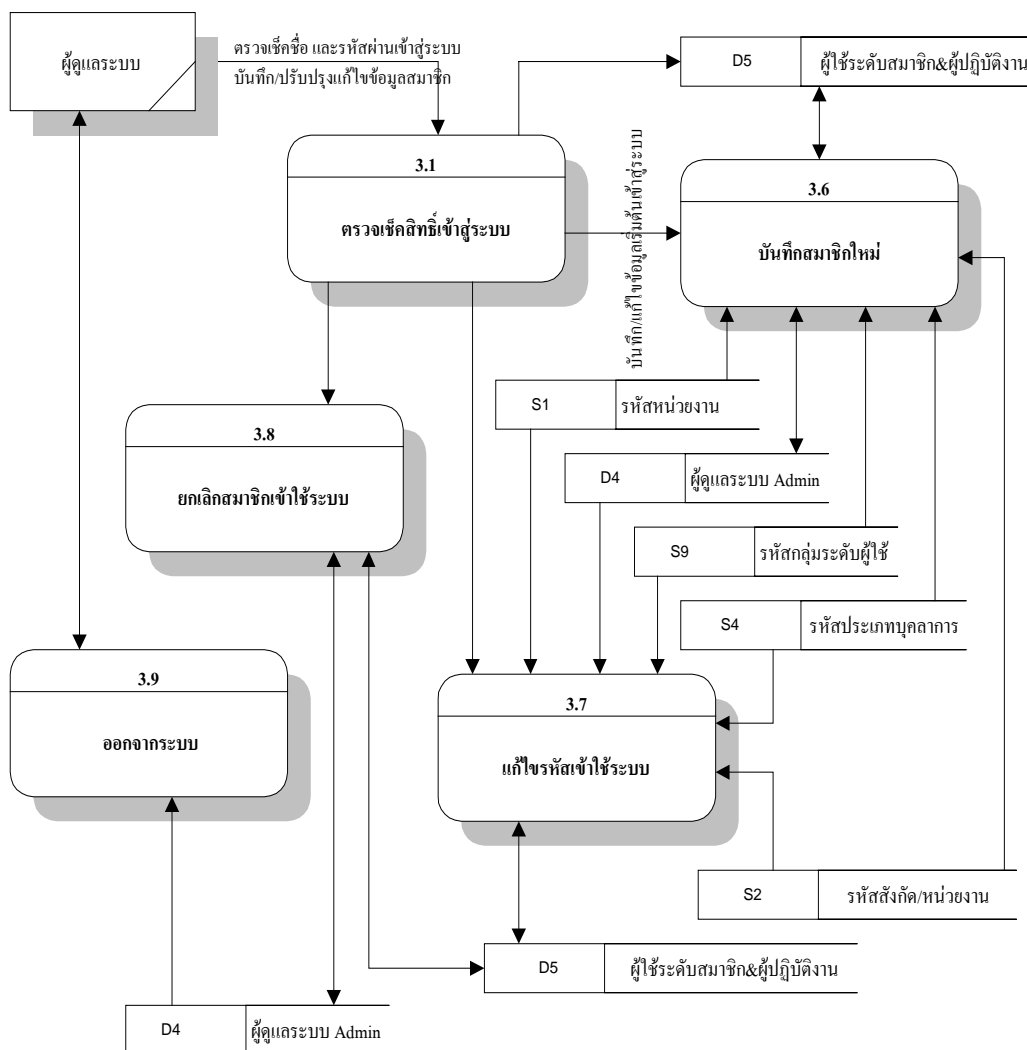 ผู้ดูแลระบบ
ตรวจเช็คชื่อ และรหัสผ่านเข้าสู่ระบบ
บันทึก/ปรับปรุงแก้ไขข้อมูลสมาชิก
D5 ผู้ใช้ระดับสมาชิก&ผู้ปฏิบัติงาน
3.1
ตรวจเช็คสิทธิ์เข้าสู่ระบบ
บันทึก/แก้ไขข้อมูลเริ่มต้นเข้าสู่ระบบ
3.6
บันทึกสมาชิกใหม่
S1 รหัสหน่วยงาน
3.8
ยกเลิกสมาชิกเข้าใช้ระบบ
D4 ผู้ดูแลระบบ Admin
S9 รหัสกลุ่มระดับผู้ใช้
S4 รหัสประเภทบุคลาการ
3.9
ออกจากระบบ
3.7
แก้ไขรหัสเข้าใช้ระบบ
S2 รหัสสังกัด/หน่วยงาน
D5 ผู้ใช้ระดับสมาชิก&ผู้ปฏิบัติงาน
D4 ผู้ดูแลระบบ Admin